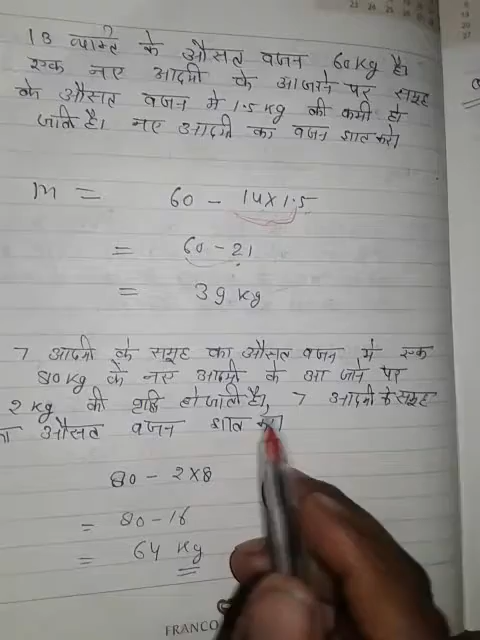 13 व्यक्ति के औसत वजन 60 kg है।
एक नए आदमी के आ जाने पर समूह
के औसत वजन में 1.5 kg की कमी हो
जाती है। नए आदमी का वजन ज्ञात करो।
m = 60 - 14×1.5
= 60 - 21
= 39 kg
7 आदमी के समूह का औसत वजन में एक
80 kg के नए आदमी के आ जाने पर
2 kg की वृद्धि हो जाती है, 7 आदमी के समूह
का औसत वजन ज्ञात करो
80 - 2×8
= 80 - 16
= 64 kg
FRANCO